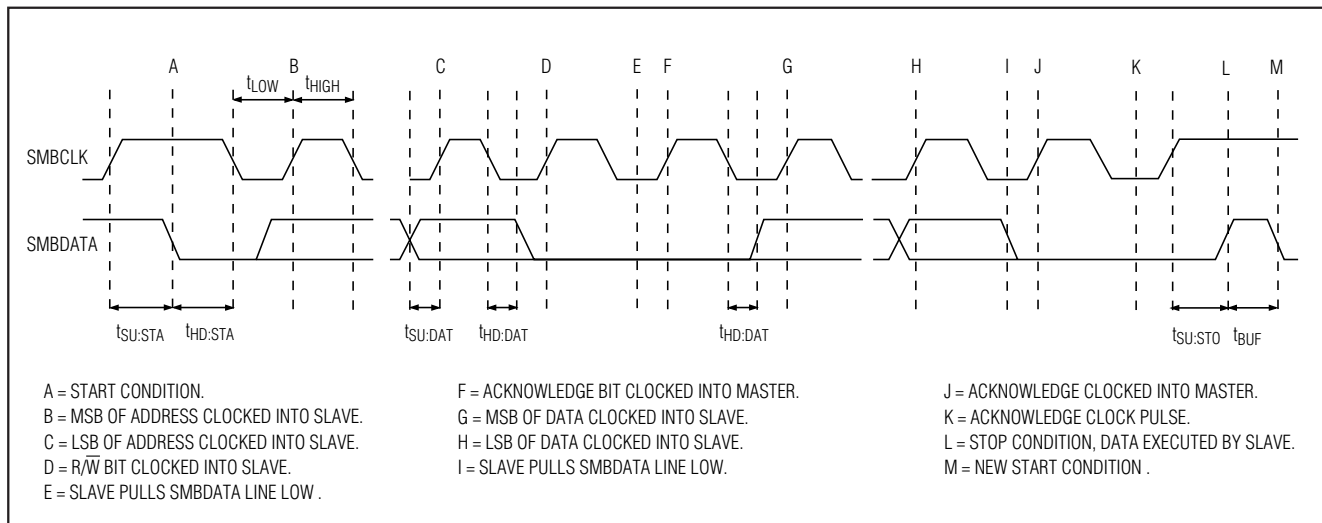 A B C D E F G H I J K L M
tLOW tHIGH
SMBCLK
SMBDATA
tSU:STA tHD:STA tSU:DAT tHD:DAT tHD:DAT tSU:STO tBUF
A = START CONDITION.
B = MSB OF ADDRESS CLOCKED INTO SLAVE.
C = LSB OF ADDRESS CLOCKED INTO SLAVE.
D = R/W̅ BIT CLOCKED INTO SLAVE.
E = SLAVE PULLS SMBDATA LINE LOW .
F = ACKNOWLEDGE BIT CLOCKED INTO MASTER.
G = MSB OF DATA CLOCKED INTO SLAVE.
H = LSB OF DATA CLOCKED INTO SLAVE.
I = SLAVE PULLS SMBDATA LINE LOW.
J = ACKNOWLEDGE CLOCKED INTO MASTER.
K = ACKNOWLEDGE CLOCK PULSE.
L = STOP CONDITION, DATA EXECUTED BY SLAVE.
M = NEW START CONDITION .